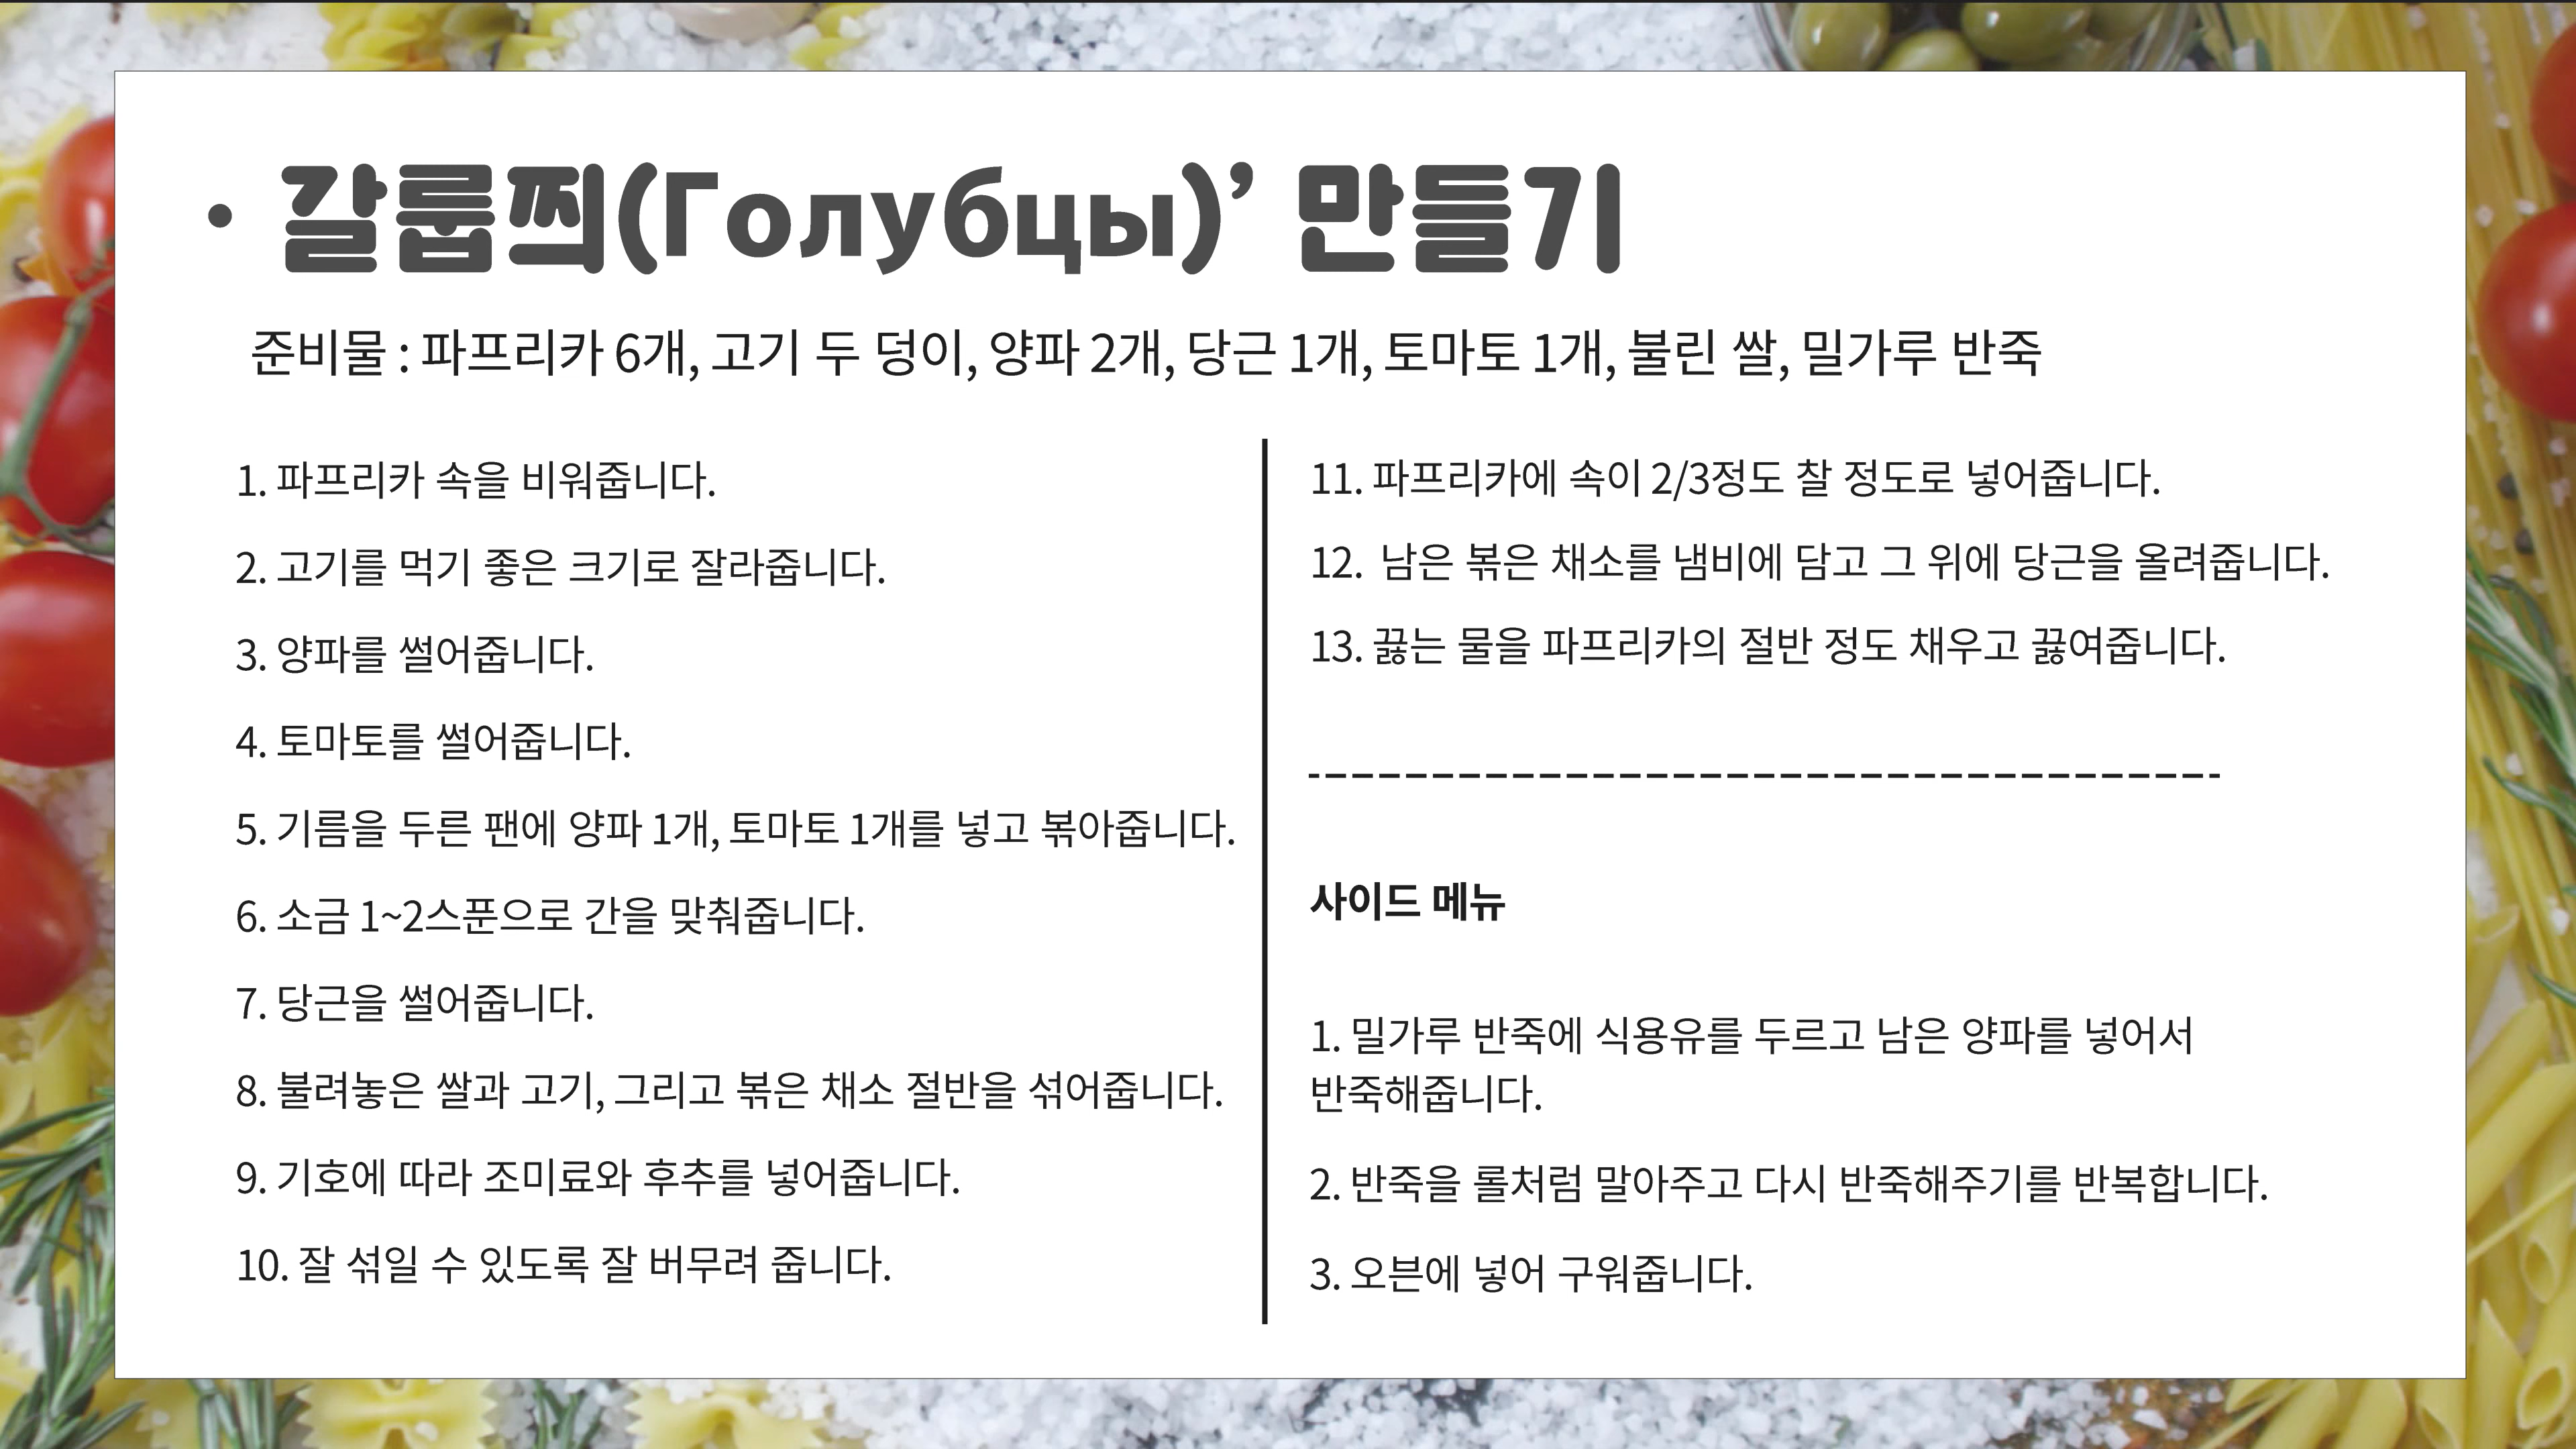 • 갈룹찍(Голубцы)’ 만들기
준비물 : 파프리카 6개, 고기 두 덩이, 양파 2개, 당근 1개, 토마토 1개, 불린 쌀, 밀가루 반죽
1. 파프리카 속을 비워줍니다.
2. 고기를 먹기 좋은 크기로 잘라줍니다.
3. 양파를 썰어줍니다.
4. 토마토를 썰어줍니다.
5. 기름을 두른 팬에 양파 1개, 토마토 1개를 넣고 볶아줍니다.
6. 소금 1~2스푼으로 간을 맞춰줍니다.
7. 당근을 썰어줍니다.
8. 불려놓은 쌀과 고기, 그리고 볶은 채소 절반을 섞어줍니다.
9. 기호에 따라 조미료와 후추를 넣어줍니다.
10. 잘 섞일 수 있도록 잘 버무려 줍니다.
11. 파프리카에 속이 2/3정도 찰 정도로 넣어줍니다.
12. 남은 볶은 채소를 냄비에 담고 그 위에 당근을 올려줍니다.
13. 끓는 물을 파프리카의 절반 정도 채우고 끓여줍니다.
사이드 메뉴
1. 밀가루 반죽에 식용유를 두르고 남은 양파를 넣어서
반죽해줍니다.
2. 반죽을 롤처럼 말아주고 다시 반죽해주기를 반복합니다.
3. 오븐에 넣어 구워줍니다.